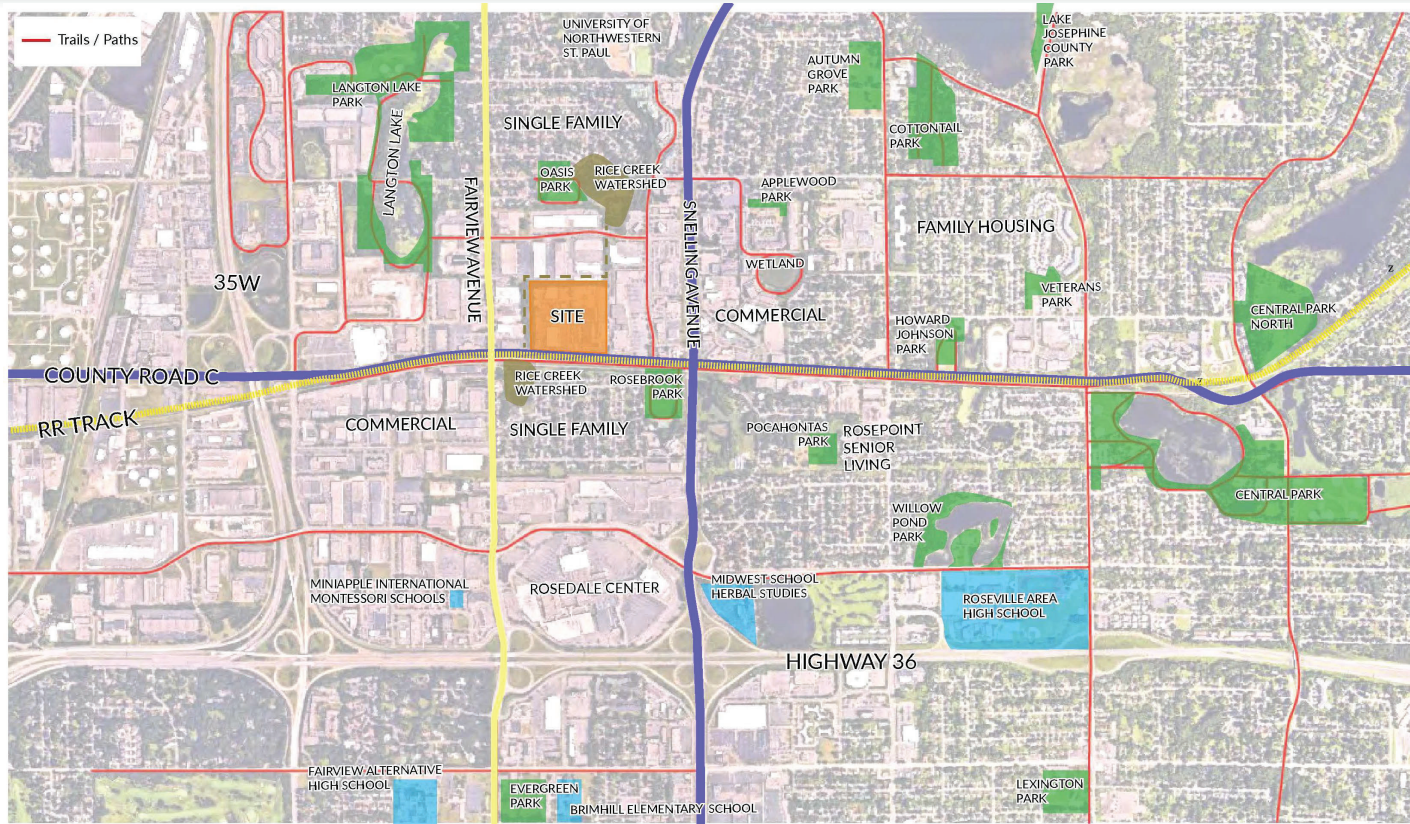 Trails / Paths
UNIVERSITY OF
NORTHWESTERN
ST. PAUL
LAKE
JOSEPHINE
COUNTY
PARK
AUTUMN
GROVE
PARK
LANGTON LAKE
PARK
LANGTON LAKE
SINGLE FAMILY
COTTONTAIL
PARK
OASIS
PARK
RICE CREEK
WATERSHED
APPLEWOOD
PARK
FAIRVIEW AVENUE
SNELLING AVENUE
FAMILY HOUSING
WETLAND
35W
VETERANS
PARK
SITE
COMMERCIAL
HOWARD
JOHNSON
PARK
CENTRAL PARK
NORTH
Z
COUNTY ROAD C
RR TRACK
RICE CREEK
WATERSHED
ROSEBROOK
PARK
COMMERCIAL
SINGLE FAMILY
POCAHONTAS
PARK
ROSEPOINT
SENIOR
LIVING
CENTRAL PARK
WILLOW
POND
PARK
MINIAPPLE INTERNATIONAL
MONTESSORI SCHOOLS
ROSEDALE CENTER
MIDWEST SCHOOL
HERBAL STUDIES
ROSEVILLE AREA
HIGH SCHOOL
HIGHWAY 36
FAIRVIEW ALTERNATIVE
HIGH SCHOOL
EVERGREEN
PARK
BRIMHILL ELEMENTARY SCHOOL
LEXINGTON
PARK